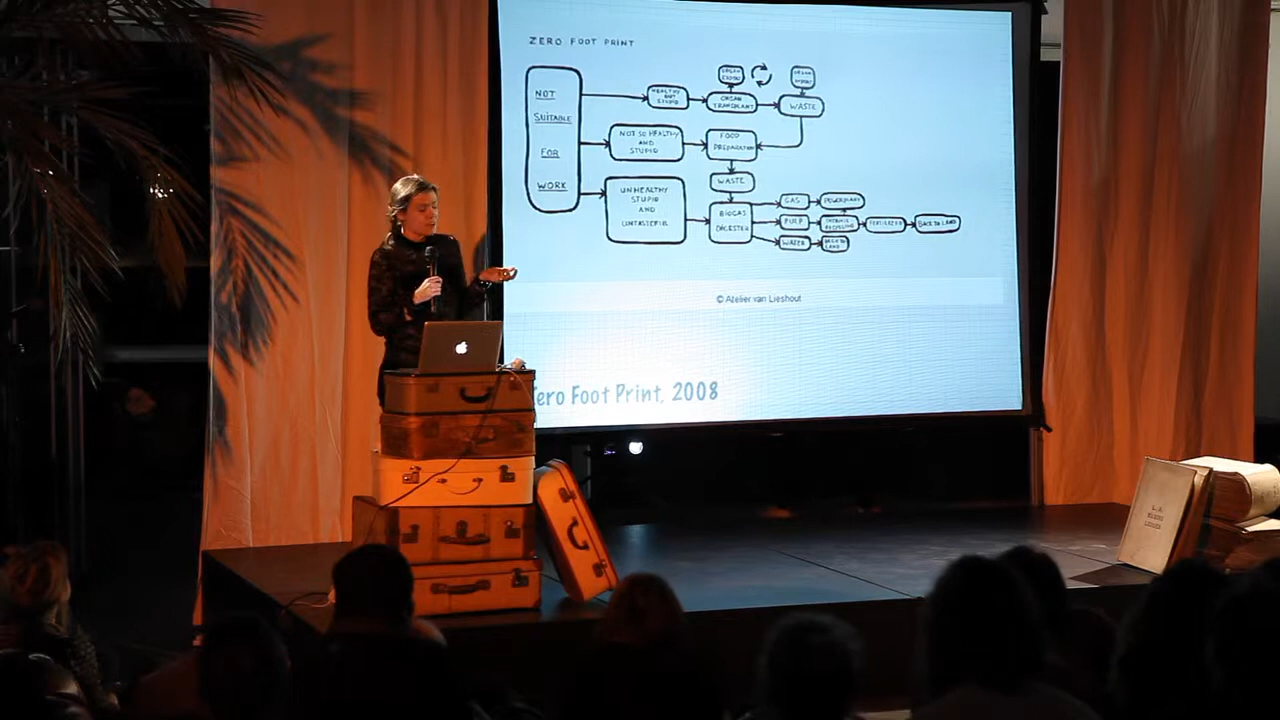 ZERO FOOT PRINT
NOT
SUITABLE
FOR
WORK
HEALTHY
BUT
STUPID
ORGAN
TRANSPLANT
WASTE
NOT SO HEALTHY
AND
STUPID
FOOD
PREPARATION
WASTE
UNHEALTHY
STUPID
AND
UNTASTEFUL
BIOGAS
DIGESTER
GAS
POWERPLANT
PULP
RECYCLING
FERTILIZER
BACK TO LAND
WATER
BACK TO
LAND
© Atelier van Lieshout
Zero Foot Print, 2008